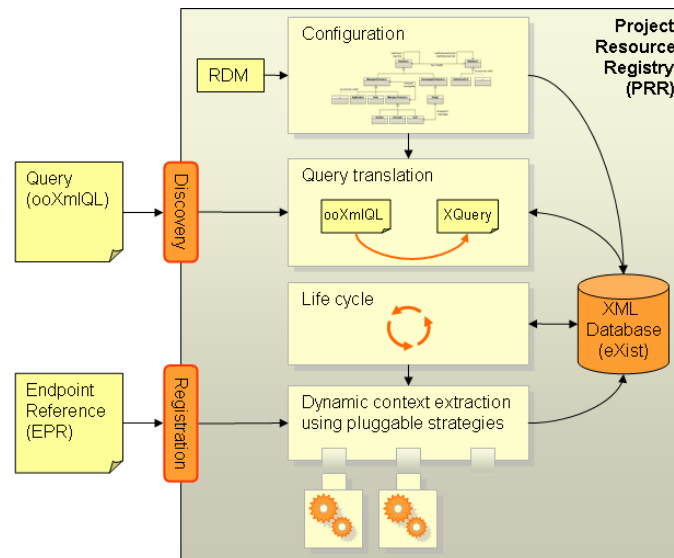 Project
Resource
Registry
(PRR)
Configuration
RDM
Query
(ooXmlQL)
Discovery
Query translation
ooXmlQL
XQuery
Life cycle
XML
Database
(eXist)
Endpoint
Reference
(EPR)
Registration
Dynamic context extraction
using pluggable strategies